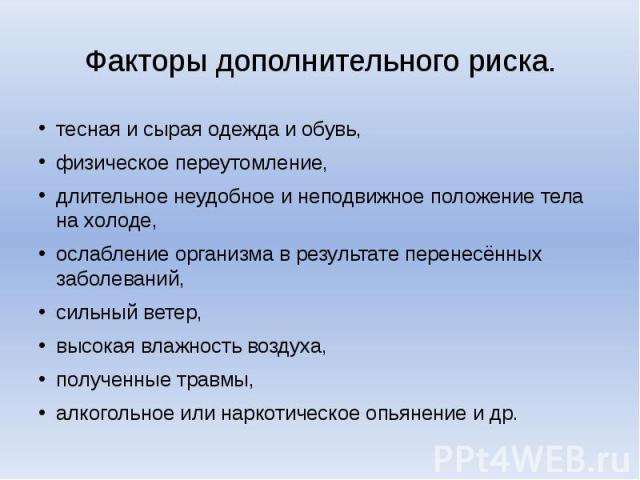 Факторы дополнительного риска.
• тесная и сырая одежда и обувь,
• физическое переутомление,
• длительное неудобное и неподвижное положение тела
на холоде,
• ослабление организма в результате перенесённых
заболеваний,
• сильный ветер,
• высокая влажность воздуха,
• полученные травмы,
• алкогольное или наркотическое опьянение и др.
PPt4WEB.ru